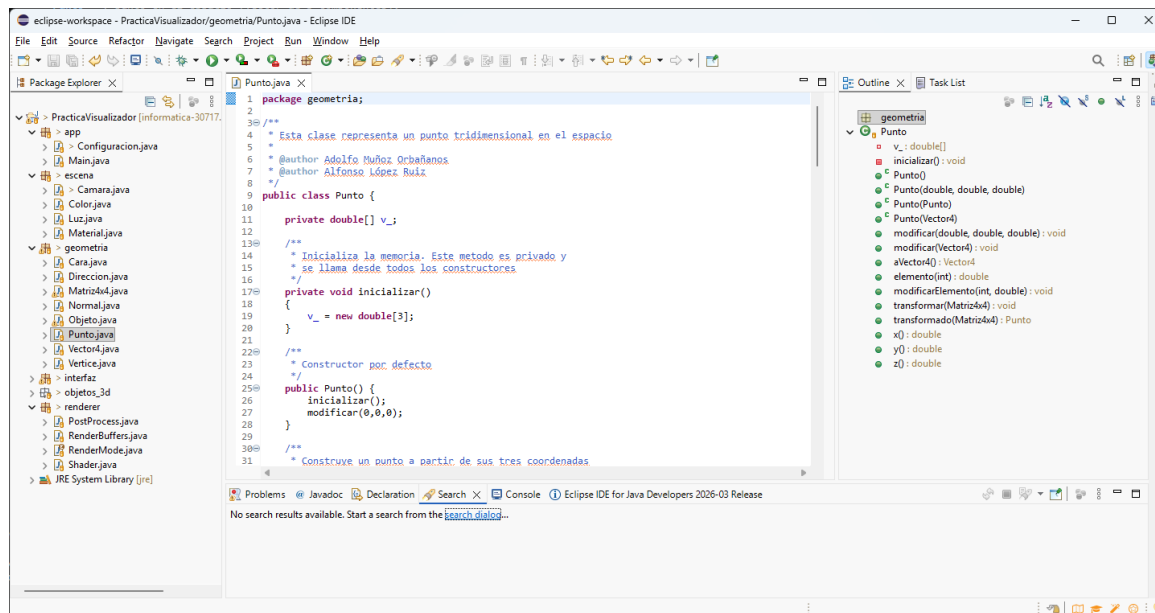 eclipse-workspace - PracticaVisualizador/geometria/Punto.java - Eclipse IDE
File Edit Source Refactor Navigate Search Project Run Window Help
Package Explorer
> PracticaVisualizador [informatica-30717.
> app
> Configuracion.java
Main.java
> escena
> Camara.java
Color.java
Luz.java
Material.java
> geometria
Cara.java
Direccion.java
Matriz4x4.java
Normal.java
Objeto.java
Punto.java
Vector4.java
Vertice.java
> interfaz
> objetos_3d
> renderer
PostProcess.java
RenderBuffers.java
RenderMode.java
Shader.java
JRE System Library [jre]
Punto.java
1 package geometria;
2
3 /**
4 * Esta clase representa un punto tridimensional en el espacio
5 *
6 * @author Adolfo Muñoz Orbañanos
7 * @author Alfonso López Ruiz
8 */
9 public class Punto {
10
11 private double[] v_;
12
13 /**
14 * Inicializa la memoria. Este metodo es privado y
15 * se llama desde todos los constructores
16 */
17 private void inicializar()
18 {
19 v_ = new double[3];
20 }
21
22 /**
23 * Constructor por defecto
24 */
25 public Punto() {
26 inicializar();
27 modificar(0,0,0);
28 }
29
30 /**
31 * Construye un punto a partir de sus tres coordenadas
Outline Task List
geometria
Punto
v_ : double[]
inicializar() : void
Punto()
Punto(double, double, double)
Punto(Punto)
Punto(Vector4)
modificar(double, double, double) : void
modificar(Vector4) : void
aVector4() : Vector4
elemento(int) : double
modificarElemento(int, double) : void
transformar(Matriz4x4) : void
transformado(Matriz4x4) : Punto
x() : double
y() : double
z() : double
Problems @ Javadoc Declaration Search Console Eclipse IDE for Java Developers 2026-03 Release
No search results available. Start a search from the search dialog...